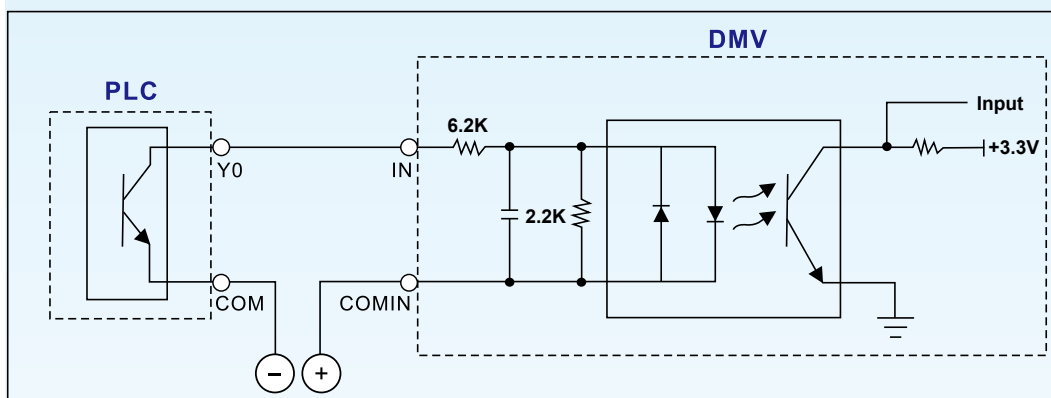 DMV
PLC
Input
6.2K
+3.3V
Y0
IN
2.2K
COM
COMIN
− +